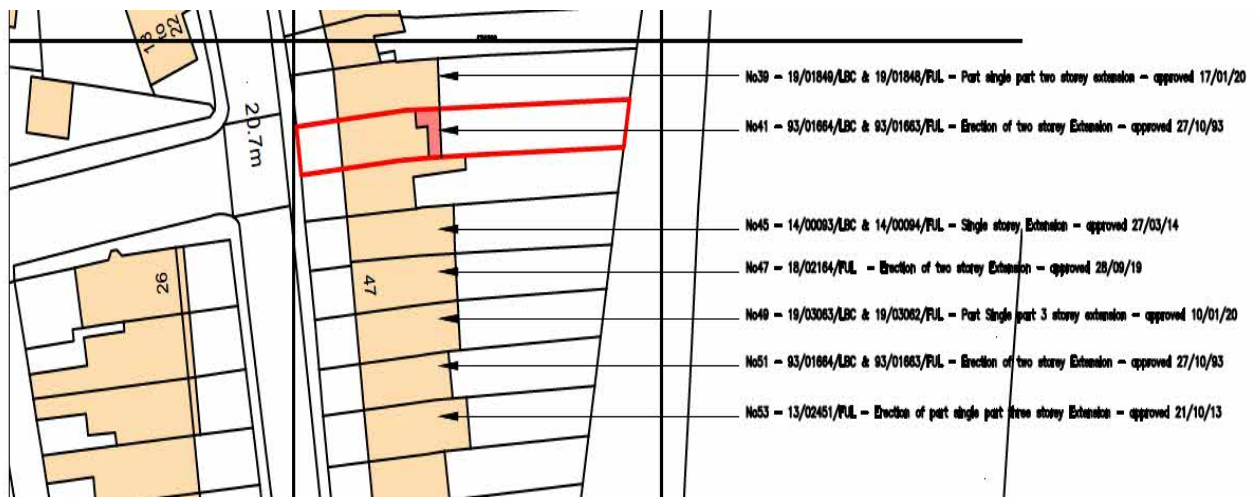 18 to 22
20.7m
26
47
No39 - 19/01849/LBC & 19/01848/FUL - Part single part two storey extension - approved 17/01/20
No41 - 93/01664/LBC & 93/01663/FUL - Erection of two storey Extension - approved 27/10/93
No45 - 14/00093/LBC & 14/00094/FUL - Single storey Extension - approved 27/03/14
No47 - 18/02164/FUL - Erection of two storey Extension - approved 28/09/19
No49 - 19/03063/LBC & 19/03062/FUL - Part Single part 3 storey extension - approved 10/01/20
No51 - 93/01664/LBC & 93/01663/FUL - Erection of two storey Extension - approved 27/10/93
No53 - 13/02451/FUL - Erection of part single part three storey Extension - approved 21/10/13